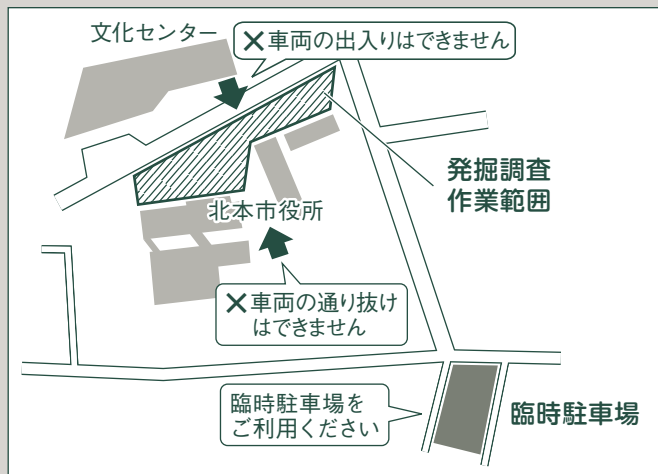 文化センター
✕車両の出入りはできません
発掘調査
作業範囲
北本市役所
✕車両の通り抜け
はできません
臨時駐車場を
ご利用ください
臨時駐車場